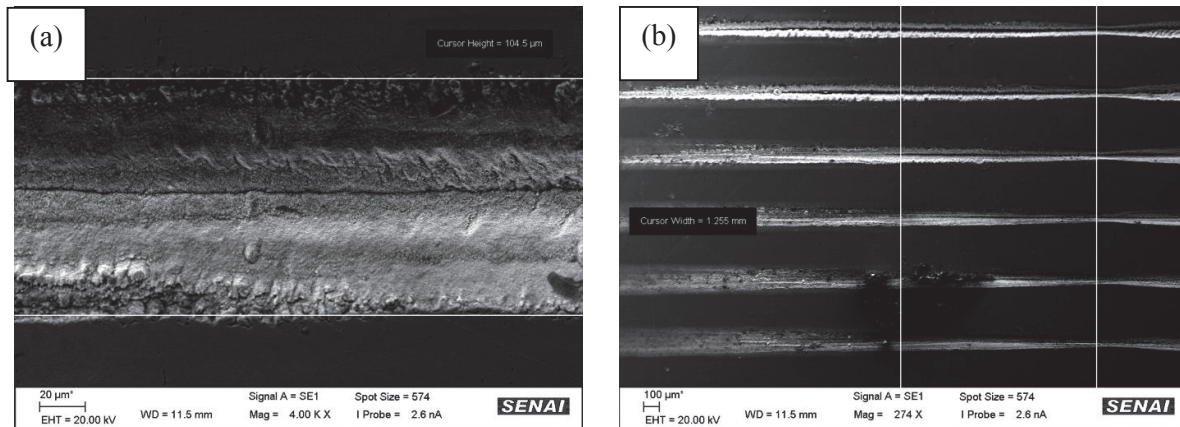 (a)
Cursor Height = 104.5 µm
20 µm*
EHT = 20.00 kV
WD = 11.5 mm
Signal A = SE1
Mag = 4.00 K X
Spot Size = 574
I Probe = 2.6 nA
SENAI
(b)
Cursor Width = 1.255 mm
100 µm*
EHT = 20.00 kV
WD = 11.5 mm
Signal A = SE1
Mag = 274 X
Spot Size = 574
I Probe = 2.6 nA
SENAI